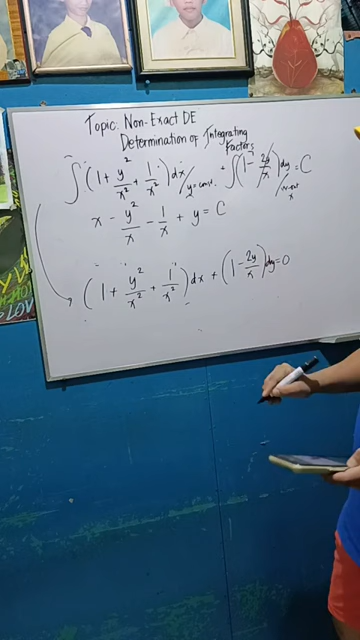 Topic: Non-Exact DE
Determination of Integrating
Factors
∫(1 + y²/x² + 1/x²)dx / y=const. + ∫(1 - 2y/x)dy / w-out x = C
x - y²/x - 1/x + y = C
(1 + y²/x² + 1/x²)dx + (1 - 2y/x)dy = 0